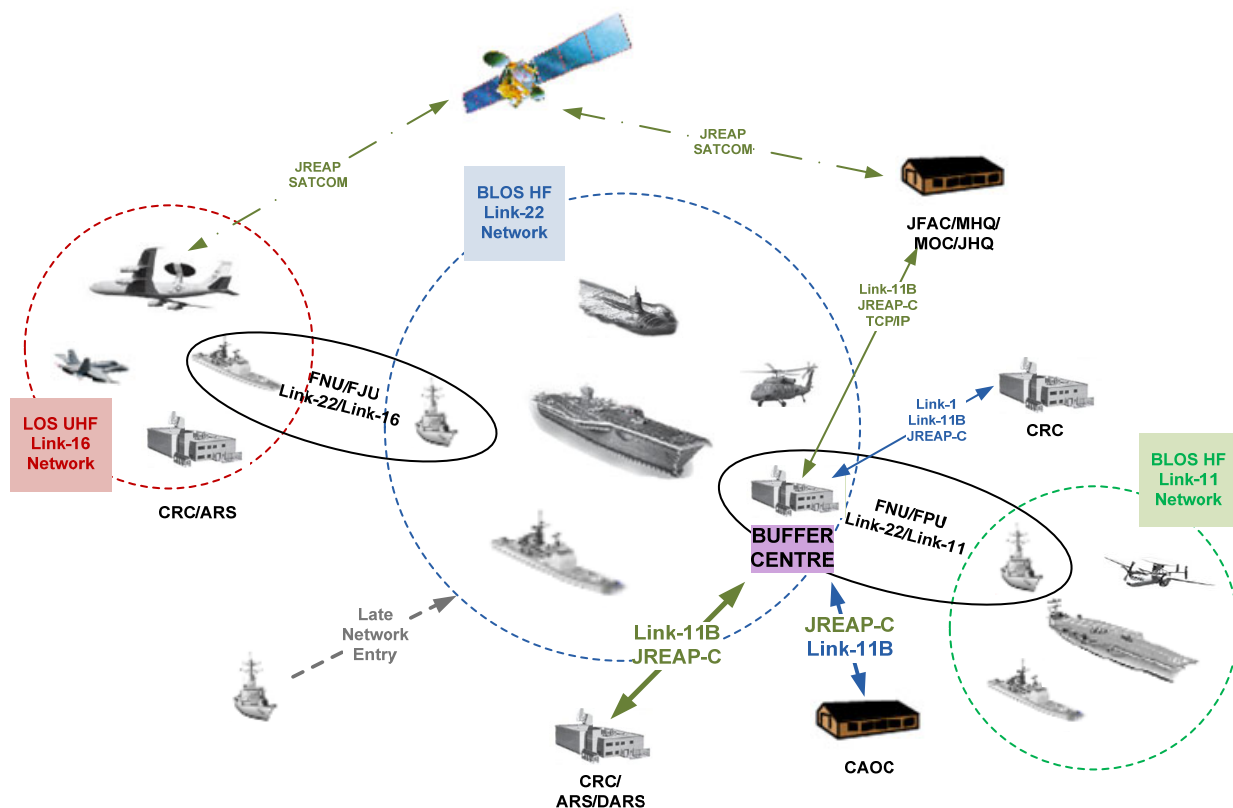 JREAP
SATCOM
JREAP
SATCOM
BLOS HF
Link-22
Network
JFAC/MHQ/
MOC/JHQ
Link-11B
JREAP-C
TCP/IP
FNU/FJU
Link-22/Link-16
LOS UHF
Link-16
Network
CRC/ARS
Link-1
Link-11B
JREAP-C
CRC
BLOS HF
Link-11
Network
FNU/FPU
Link-22/Link-11
BUFFER
CENTRE
Late
Network
Entry
Link-11B
JREAP-C
JREAP-C
Link-11B
CRC/
ARS/DARS
CAOC